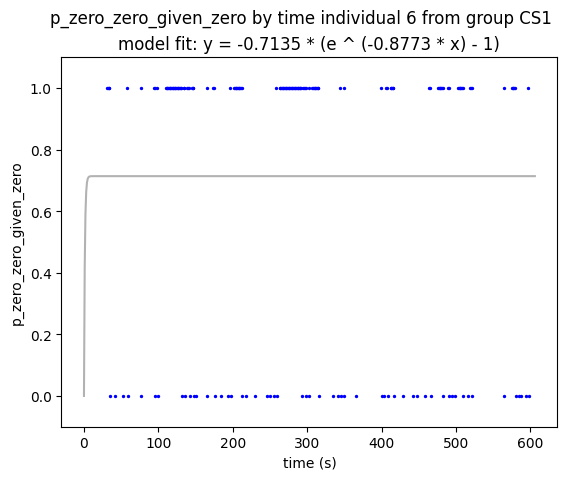 p_zero_zero_given_zero by time individual 6 from group CS1
model fit: y = -0.7135 * (e ^ (-0.8773 * x) - 1)
1.0
0.8
0.6
0.4
0.2
0.0
p_zero_zero_given_zero
0 100 200 300 400 500 600
time (s)